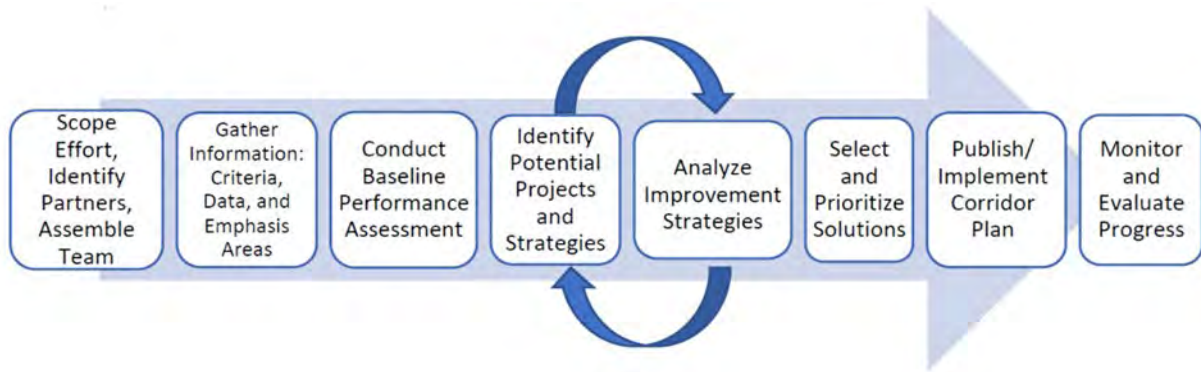 Scope
Effort,
Identify
Partners,
Assemble
Team
Gather
Information:
Criteria,
Data, and
Emphasis
Areas
Conduct
Baseline
Performance
Assessment
Identify
Potential
Projects
and
Strategies
Analyze
Improvement
Strategies
Select
and
Prioritize
Solutions
Publish/
Implement
Corridor
Plan
Monitor
and
Evaluate
Progress